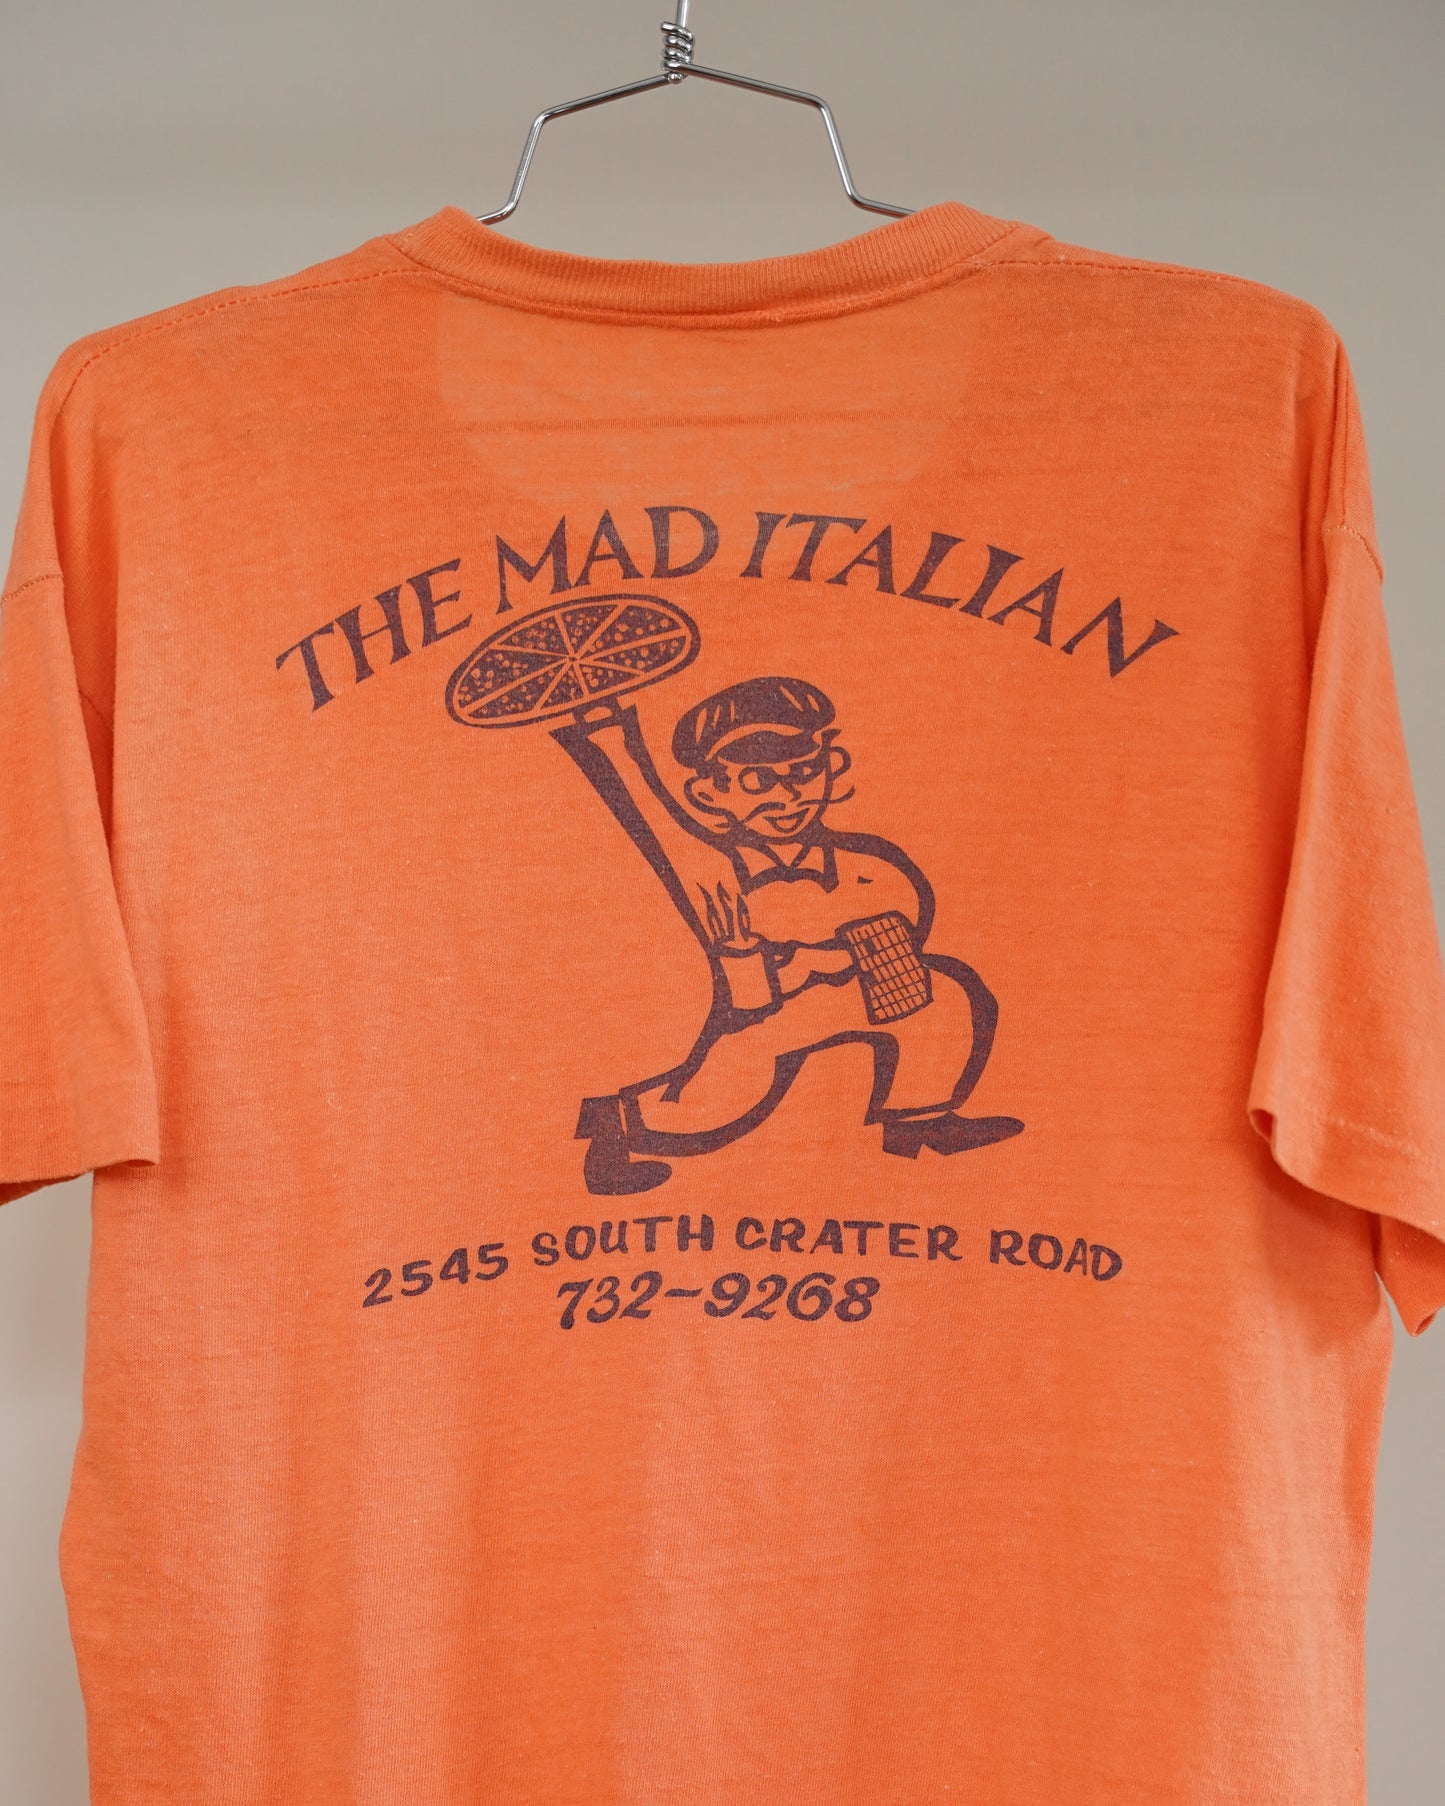 THE MAD ITALIAN
2545 SOUTH CRATER ROAD
732-9268